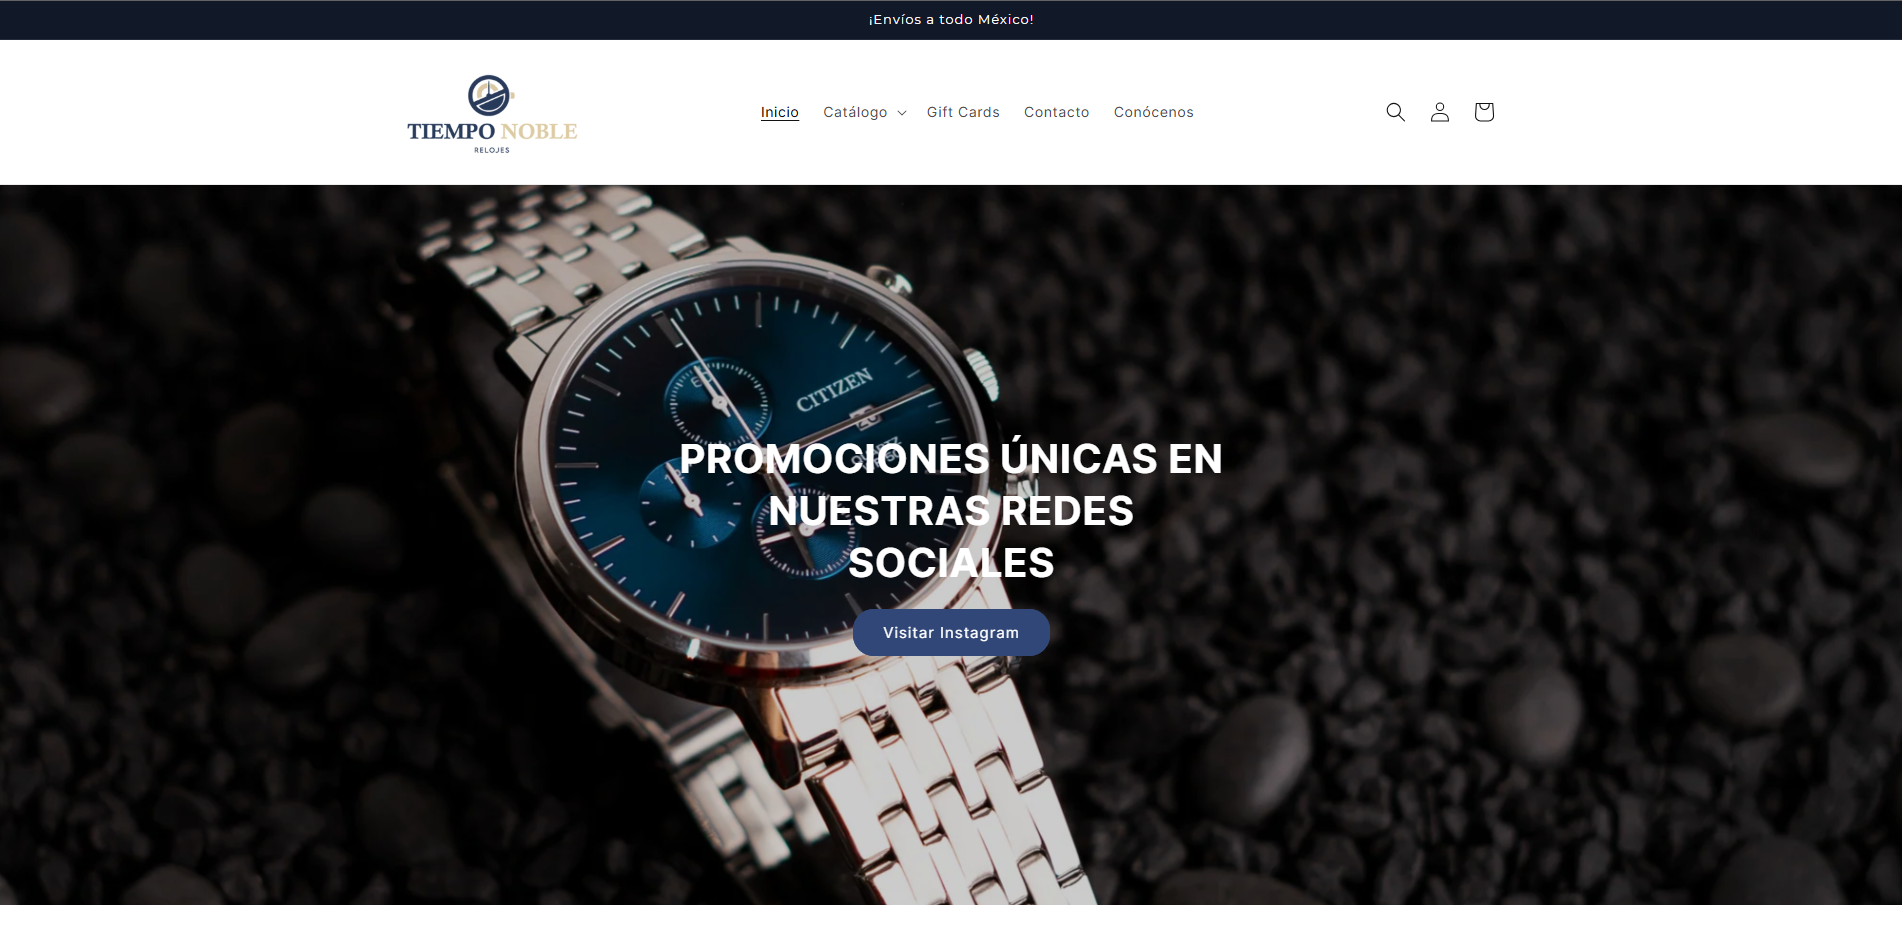 ¡Envíos a todo México!
TIEMPO NOBLE
RELOJES
Inicio
Catálogo
Gift Cards
Contacto
Conócenos
CITIZEN
20
PROMOCIONES ÚNICAS EN
NUESTRAS REDES
SOCIALES
Visitar Instagram